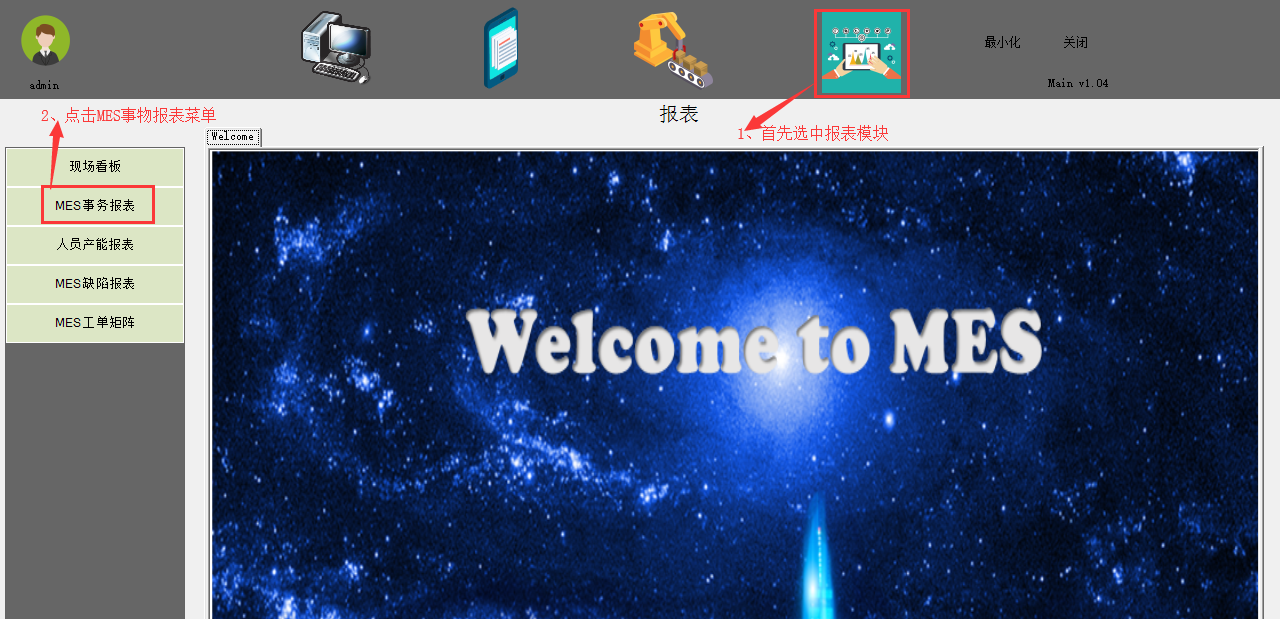 最小化 关闭
admin
Main v1.04
报表
2、点击MES事物报表菜单
1、首先选中报表模块
Welcome
现场看板
MES事务报表
人员产能报表
MES缺陷报表
MES工单矩阵
Welcome to MES